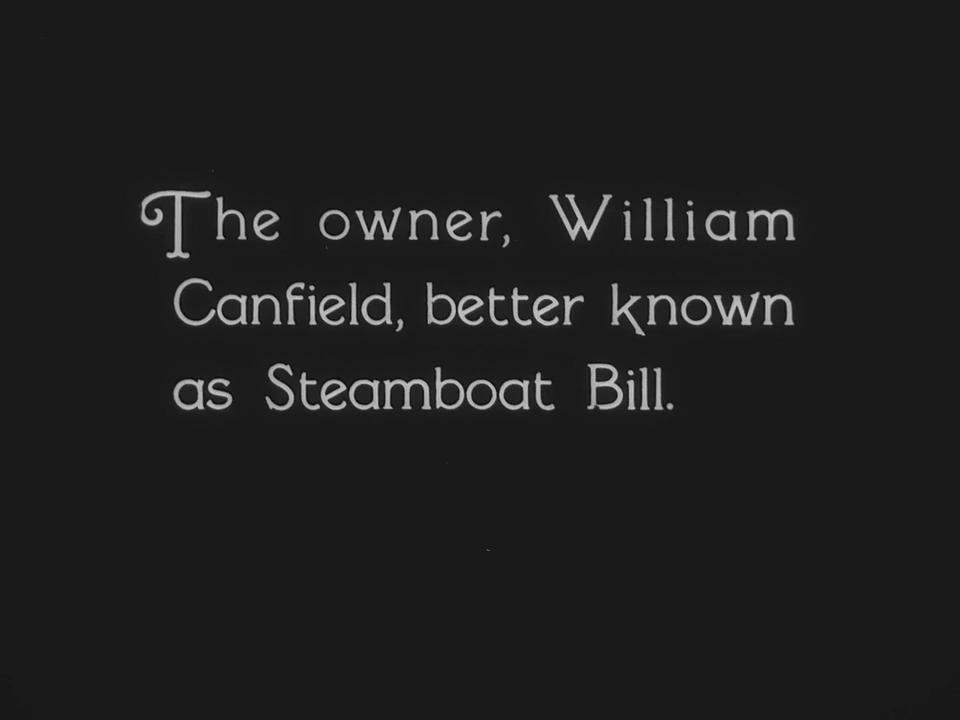 The owner, William
Canfield, better known
as Steamboat Bill.